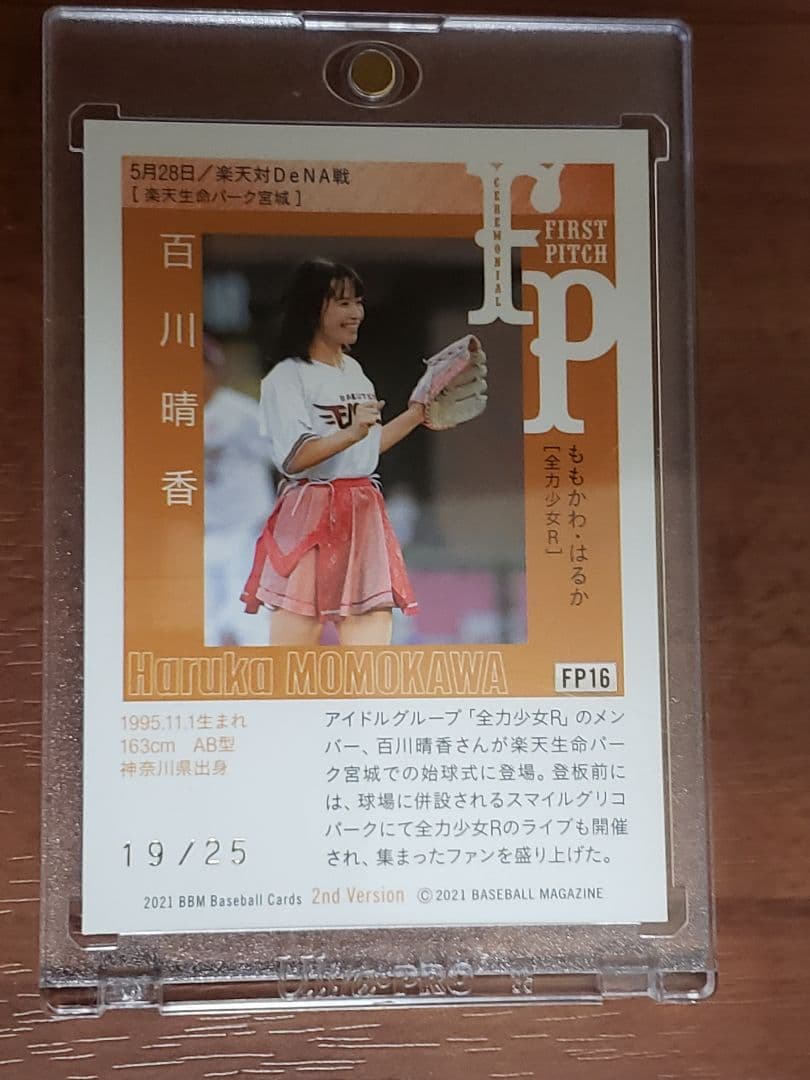 5月28日／楽天対DeNA戦
［楽天生命パーク宮城］
CEREMONIAL
FP
FIRST
PITCH
百川晴香
ももかわ・はるか
［全力少女R］
Haruka MOMOKAWA
FP16
1995.11.1生まれ
163cm　AB型
神奈川県出身
アイドルグループ「全力少女R」のメン
バー、百川晴香さんが楽天生命パー
ク宮城での始球式に登場。登板前に
は、球場に併設されるスマイルグリコ
パークにて全力少女Rのライブも開催
され、集まったファンを盛り上げた。
19/25
2021 BBM Baseball Cards 2nd Version ©2021 BASEBALL MAGAZINE
Ultra·PRO